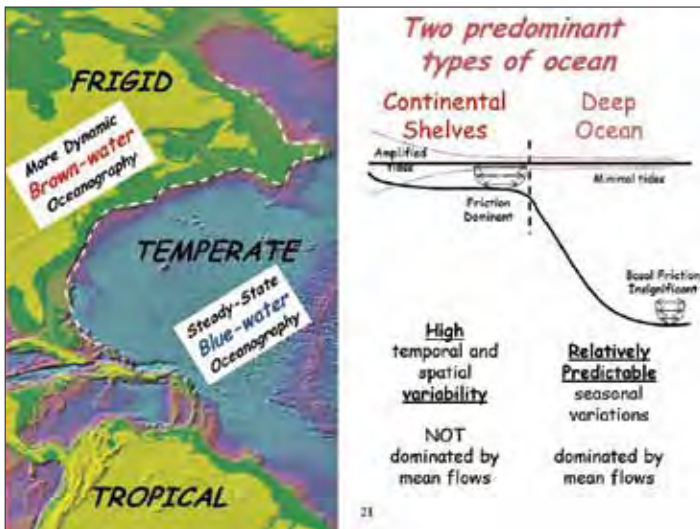 FRIGID
More Dynamic
Brown-water
Oceanography
TEMPERATE
Steady-State
Blue-water
Oceanography
TROPICAL
Two predominant
types of ocean
Continental
Shelves
Deep
Ocean
Amplified
tides
Minimal tides
Friction
Dominant
Basal Friction
Insignificant
High
temporal and
spatial
variability
NOT
dominated by
mean flows
Relatively
Predictable
seasonal
variations
dominated by
mean flows
21